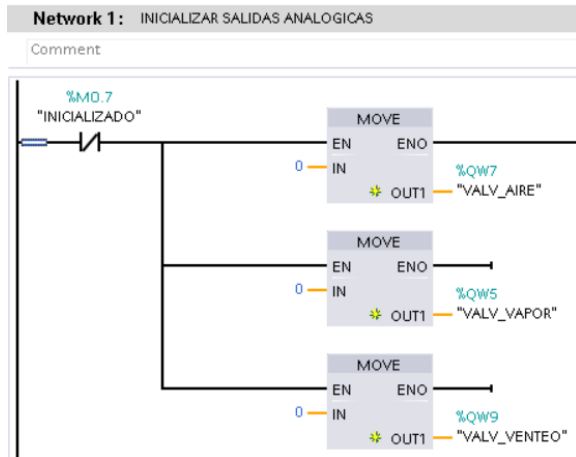 Network 1: INICIALIZAR SALIDAS ANALOGICAS
Comment
%M0.7
"INICIALIZADO"
MOVE
EN ENO
0 IN
%QW7
OUT1 "VALV_AIRE"
MOVE
EN ENO
0 IN
%QW5
OUT1 "VALV_VAPOR"
MOVE
EN ENO
0 IN
%QW9
OUT1 "VALV_VENTEO"